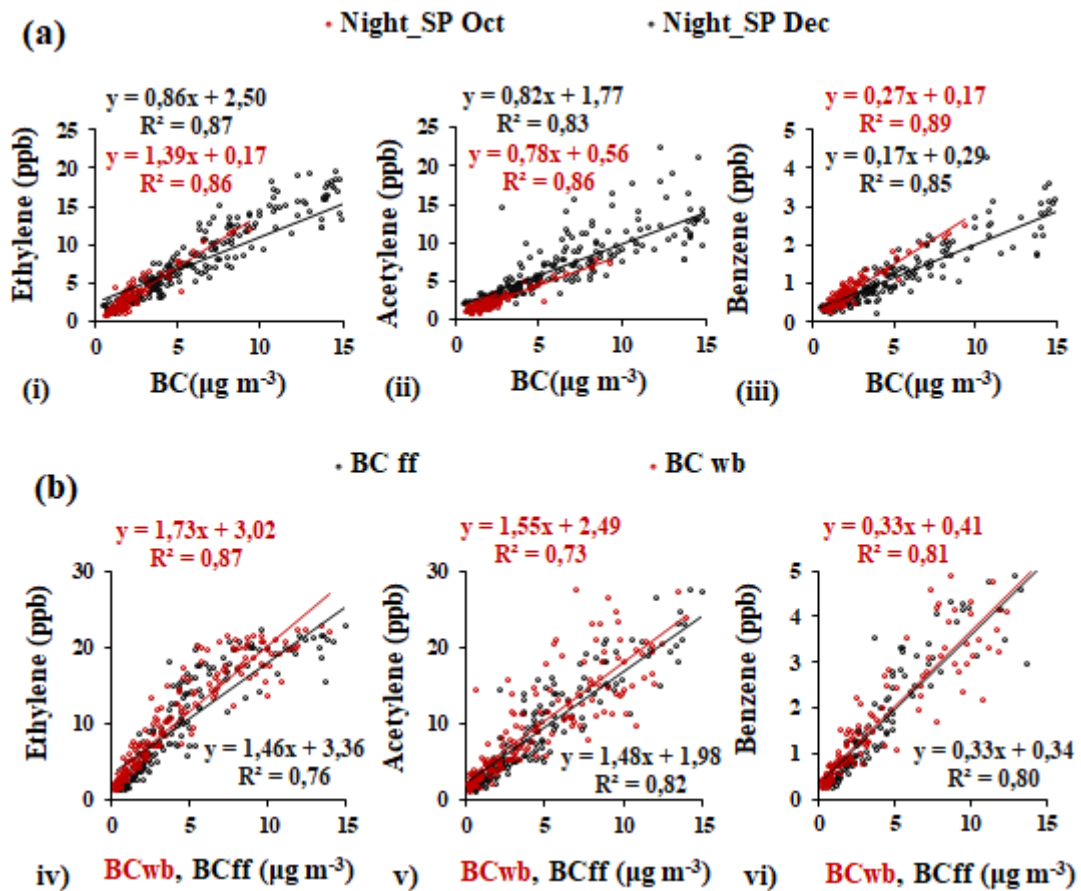 (a)
Night_SP Oct Night_SP Dec
y = 0,86x + 2,50
R² = 0,87
y = 1,39x + 0,17
R² = 0,86
Ethylene (ppb)
25
20
15
10
5
0
0 5 10 15
(i) BC(µg m⁻³)
y = 0,82x + 1,77
R² = 0,83
y = 0,78x + 0,56
R² = 0,86
Acetylene (ppb)
25
20
15
10
5
0
0 5 10 15
(ii) BC(µg m⁻³)
y = 0,27x + 0,17
R² = 0,89
y = 0,17x + 0,29
R² = 0,85
Benzene (ppb)
5
4
3
2
1
0
0 5 10 15
(iii) BC(µg m⁻³)
(b)
BC ff BC wb
y = 1,73x + 3,02
R² = 0,87
Ethylene (ppb)
30
20
10
0
y = 1,46x + 3,36
R² = 0,76
0 5 10 15
iv) BCwb, BCff (µg m⁻³)
y = 1,55x + 2,49
R² = 0,73
Acetylene (ppb)
30
20
10
0
y = 1,48x + 1,98
R² = 0,82
0 5 10 15
v) BCwb, BCff (µg m⁻³)
y = 0,33x + 0,41
R² = 0,81
Benzene (ppb)
5
4
3
2
1
0
y = 0,33x + 0,34
R² = 0,80
0 5 10 15
vi) BCwb, BCff (µg m⁻³)